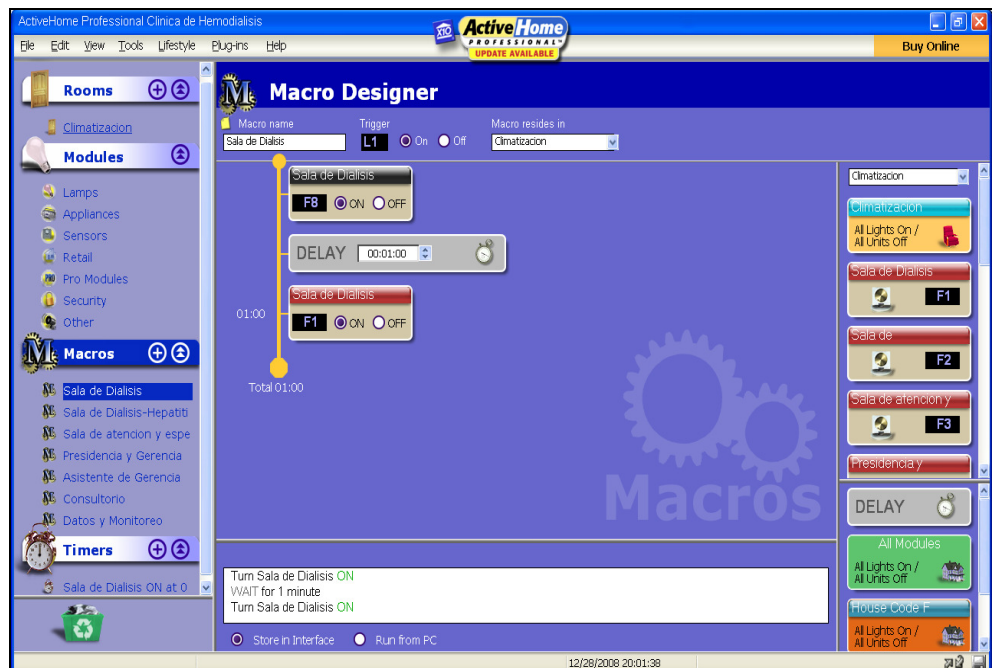 ActiveHome Professional Clinica de Hemodialisis
X10 ActiveHome
PROFESSIONAL
UPDATE AVAILABLE
File Edit View Tools Lifestyle Plug-ins Help
Buy Online
Rooms
Climatizacion
Modules
Lamps
Appliances
Sensors
Retail
Pro Modules
Security
Other
Macros
Sala de Dialisis
Sala de Dialisis-Hepatiti
Sala de atencion y espe
Presidencia y Gerencia
Asistente de Gerencia
Consultorio
Datos y Monitoreo
Timers
Sala de Dialisis ON at 0
Macro Designer
Macro name Trigger Macro resides in
Sala de Dialisis L1 On Off Climatizacion
Sala de Dialisis
F8 ON OFF
DELAY 00:01:00
Sala de Dialisis
01:00 F1 ON OFF
Total 01:00
Macros
Turn Sala de Dialisis ON
WAIT for 1 minute
Turn Sala de Dialisis ON
Store in Interface Run from PC
Climatizacion
Climatizacion
All Lights On /
All Units Off
Sala de Dialisis
F1
Sala de
F2
Sala de atencion y
F3
Presidencia y
DELAY
All Modules
All Lights On /
All Units Off
House Code F
All Lights On /
All Units Off
12/28/2008 20:01:38